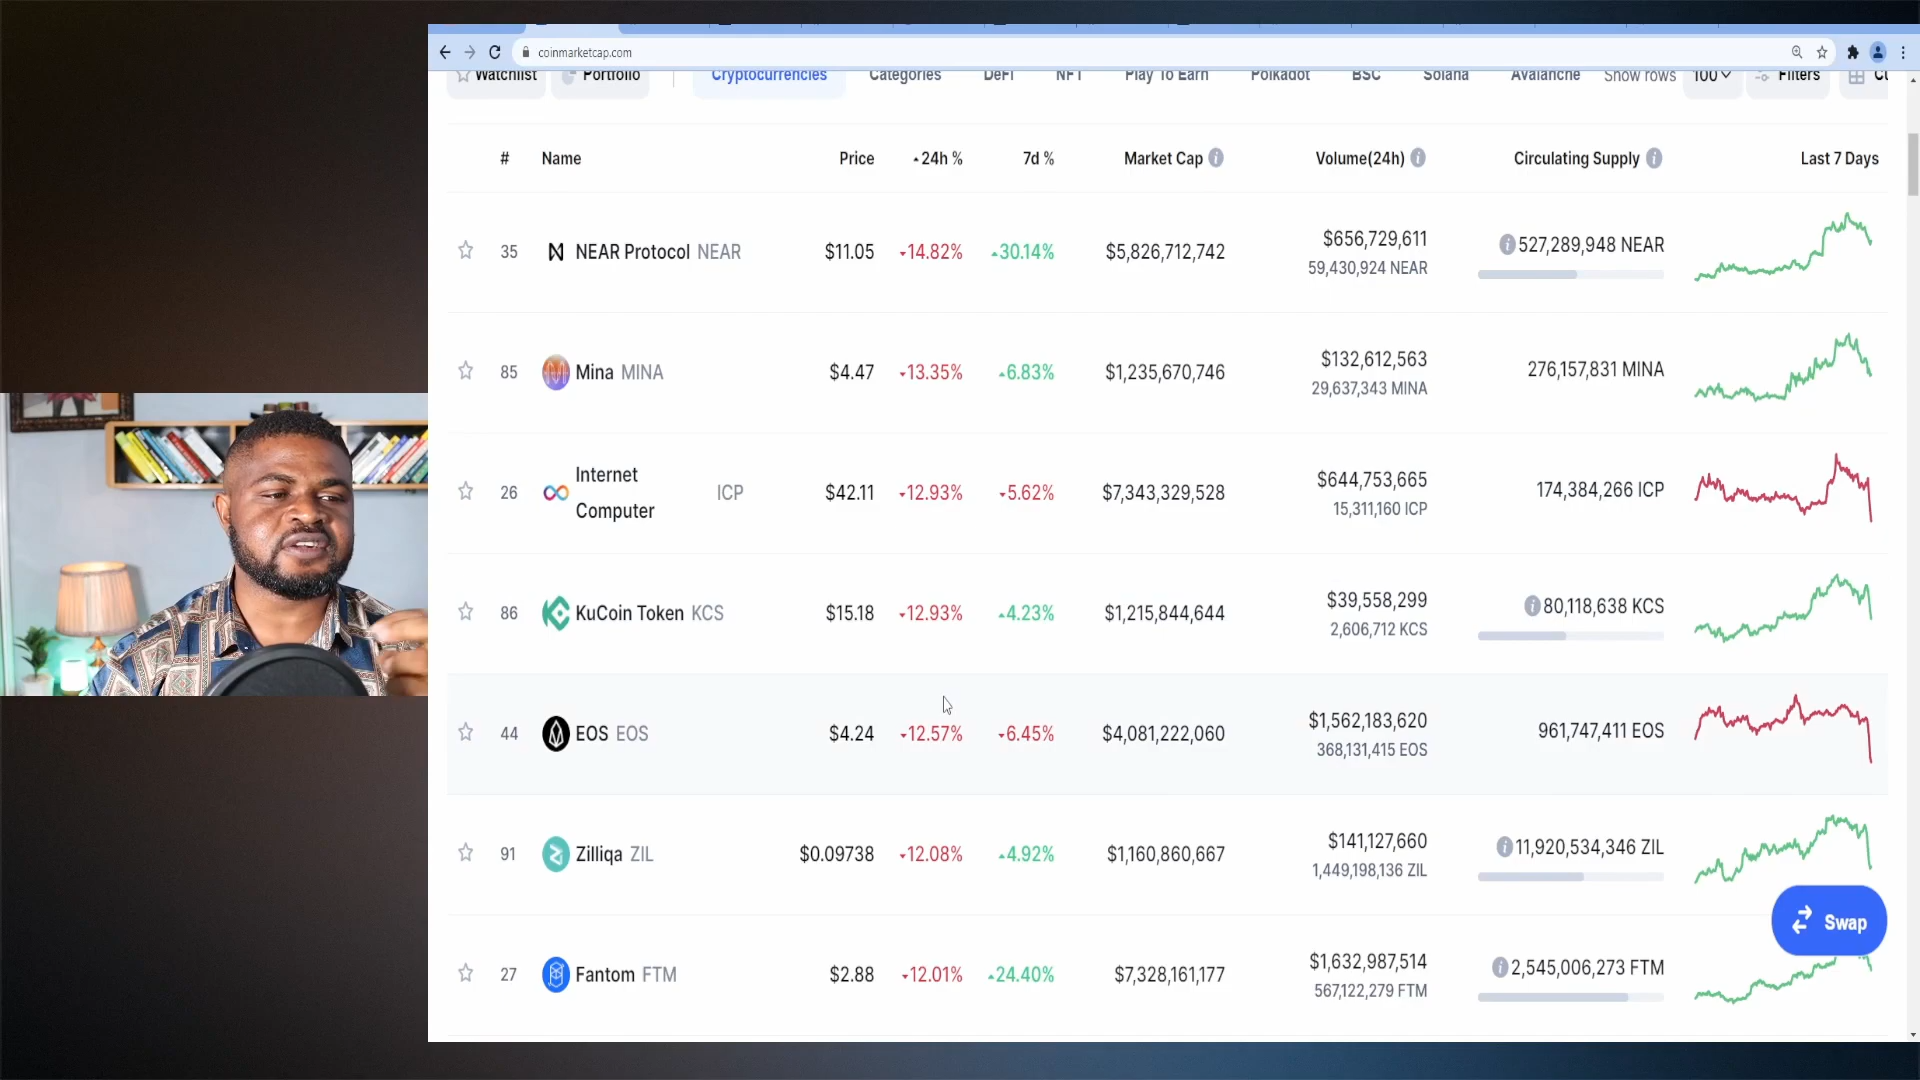 coinmarketcap.com
Watchlist Portfolio Cryptocurrencies Categories DeFi NFT Play To Earn Polkadot BSC Solana Avalanche Show rows 100 Filters
# Name Price 24h % 7d % Market Cap Volume(24h) Circulating Supply Last 7 Days
35 NEAR Protocol NEAR $11.05 14.82% 30.14% $5,826,712,742 $656,729,611 527,289,948 NEAR
59,430,924 NEAR
85 Mina MINA $4.47 13.35% 6.83% $1,235,670,746 $132,612,563 276,157,831 MINA
29,637,343 MINA
26 Internet Computer ICP $42.11 12.93% 5.62% $7,343,329,528 $644,753,665 174,384,266 ICP
15,311,160 ICP
86 KuCoin Token KCS $15.18 12.93% 4.23% $1,215,844,644 $39,558,299 80,118,638 KCS
2,606,712 KCS
44 EOS EOS $4.24 12.57% 6.45% $4,081,222,060 $1,562,183,620 961,747,411 EOS
368,131,415 EOS
91 Zilliqa ZIL $0.09738 12.08% 4.92% $1,160,860,667 $141,127,660 11,920,534,346 ZIL
1,449,198,136 ZIL
Swap
27 Fantom FTM $2.88 12.01% 24.40% $7,328,161,177 $1,632,987,514 2,545,006,273 FTM
567,122,279 FTM